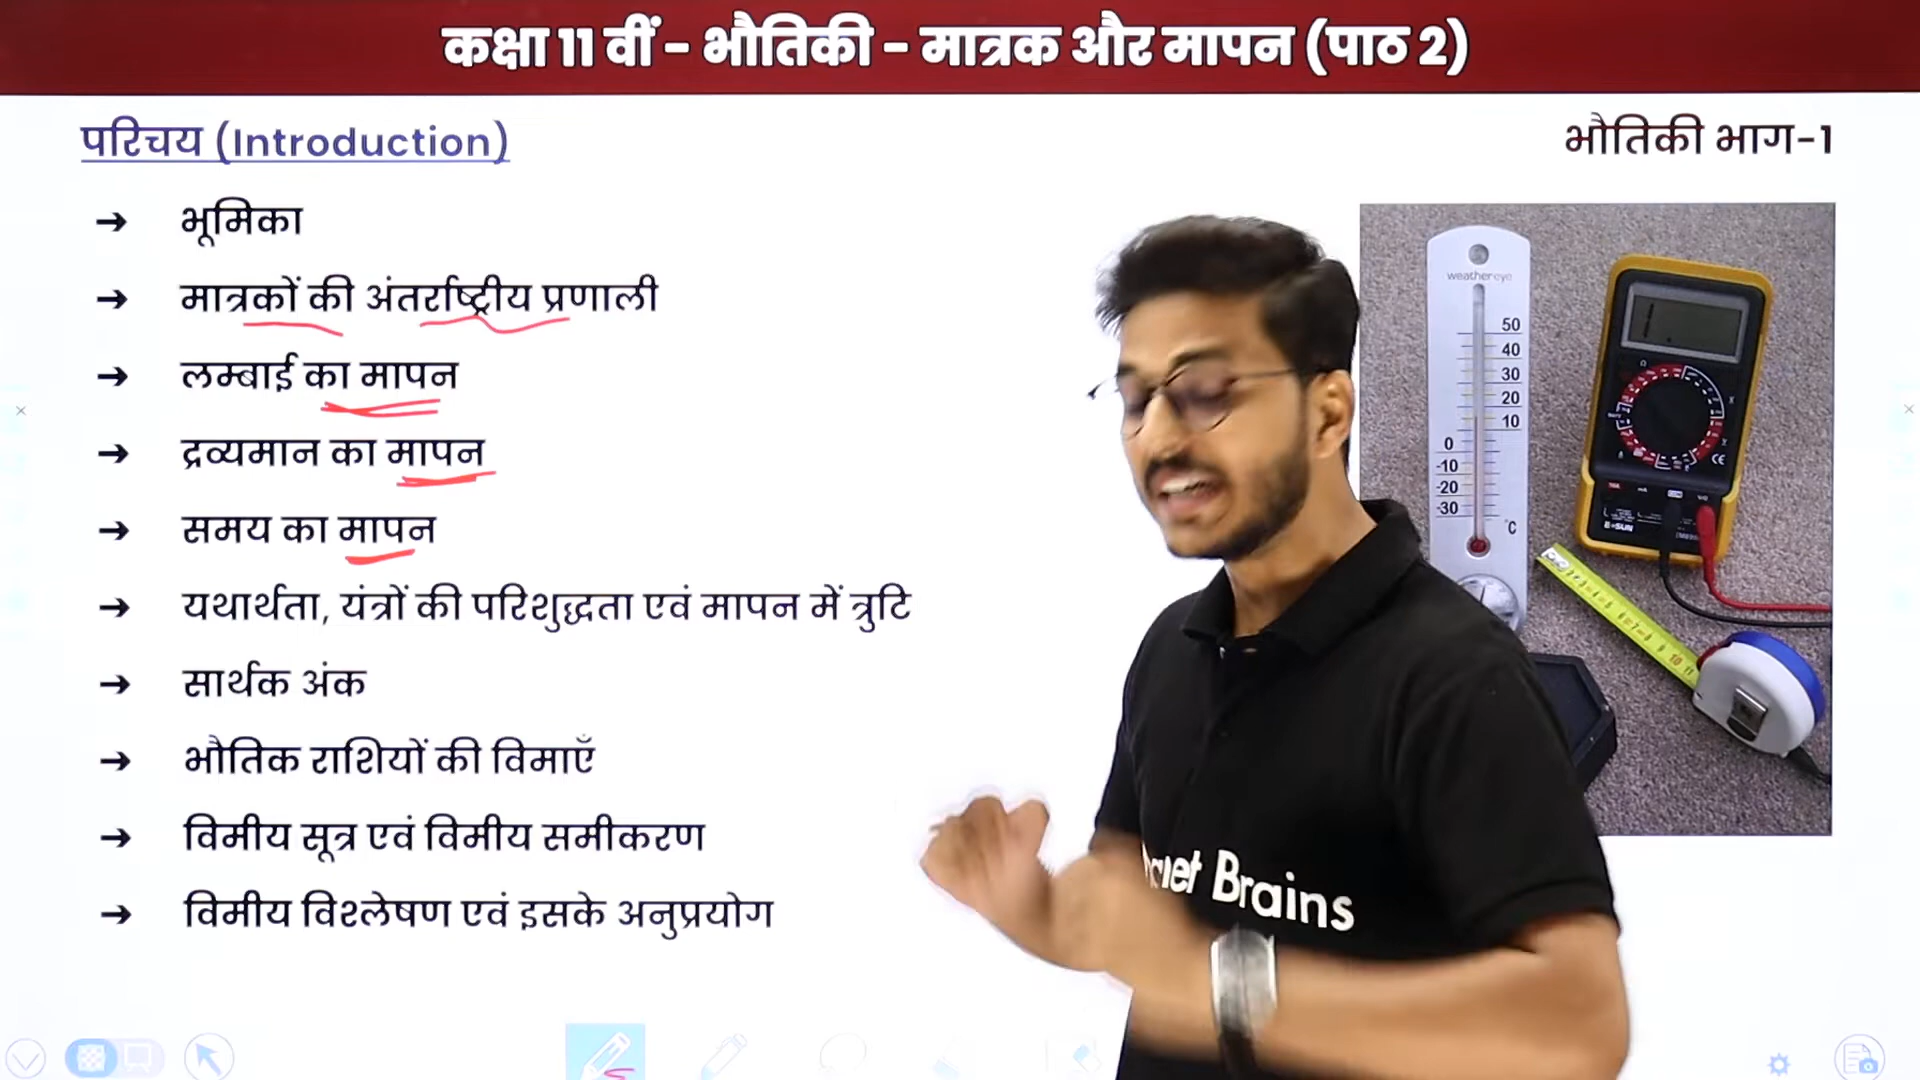 कक्षा 11 वीं - भौतिकी - मात्रक और मापन (पाठ 2)
परिचय (Introduction)
भौतिकी भाग-1
➔ भूमिका
➔ मात्रकों की अंतर्राष्ट्रीय प्रणाली
➔ लम्बाई का मापन
➔ द्रव्यमान का मापन
➔ समय का मापन
➔ यथार्थता, यंत्रों की परिशुद्धता एवं मापन में त्रुटि
➔ सार्थक अंक
➔ भौतिक राशियों की विमाएँ
➔ विमीय सूत्र एवं विमीय समीकरण
➔ विमीय विश्लेषण एवं इसके अनुप्रयोग
weathereye
50
40
30
20
10
0
-10
-20
-30
°C
CE
Brains